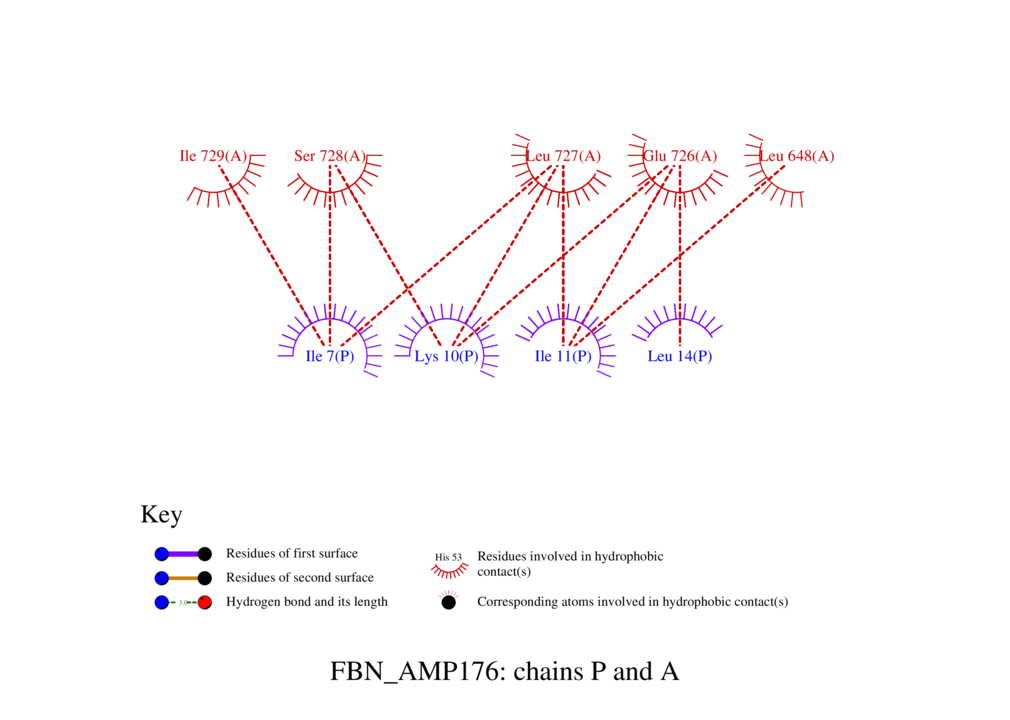 Ile 729(A) Ser 728(A) Leu 727(A) Glu 726(A) Leu 648(A)
Ile 7(P) Lys 10(P) Ile 11(P) Leu 14(P)
Key
Residues of first surface
Residues of second surface
3.0
Hydrogen bond and its length
His 53
Residues involved in hydrophobic
contact(s)
Corresponding atoms involved in hydrophobic contact(s)
FBN_AMP176: chains P and A